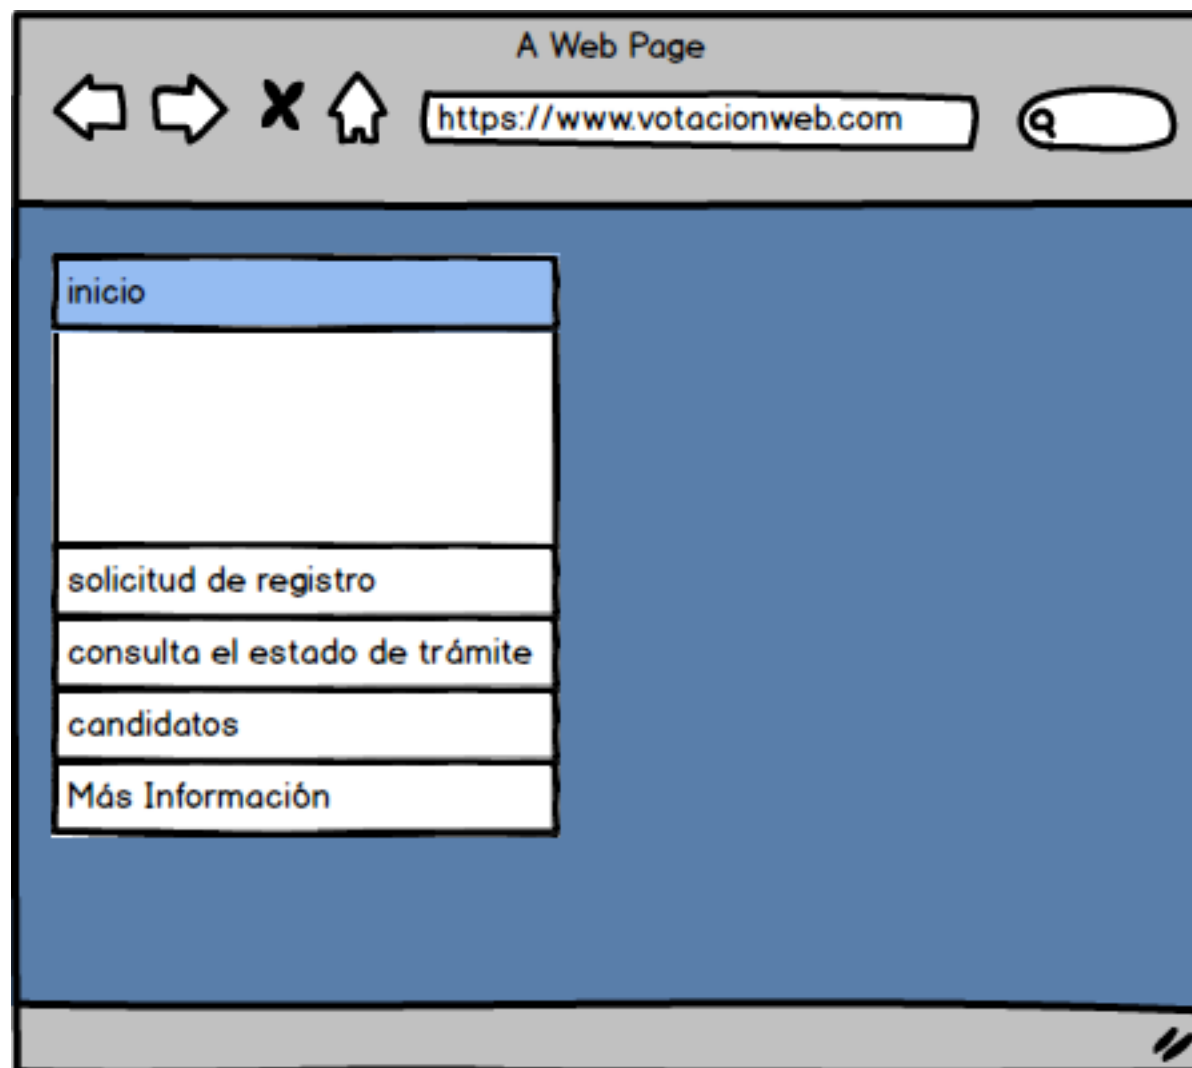 A Web Page
https://www.votacionweb.com
inicio
solicitud de registro
consulta el estado de trámite
candidatos
Más Información